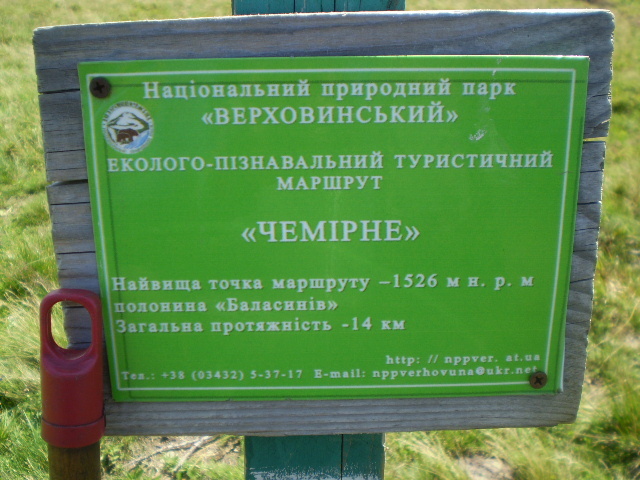 Національний природний парк
«ВЕРХОВИНСЬКИЙ»
ЕКОЛОГО-ПІЗНАВАЛЬНИЙ ТУРИСТИЧНИЙ
МАРШРУТ
«ЧЕМІРНЕ»
Найвища точка маршруту –1526 м н. р. м
полонина «Баласинів»
Загальна протяжність -14 км
http: // nppver. at.ua
Тел.: +38 (03432) 5-37-17 E-mail: nppverhovuna@ukr.net